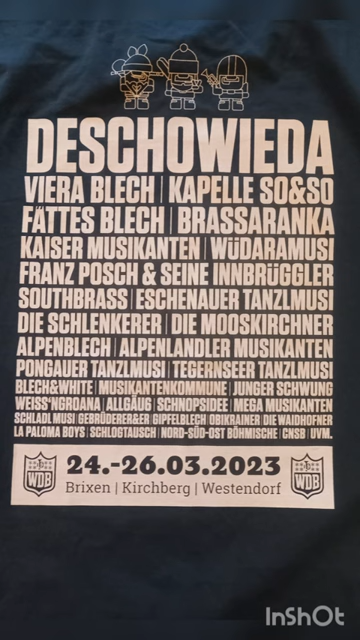 DESCHOWIEDA
VIERA BLECH | KAPELLE SO&SO
FÄTTES BLECH | BRASSARANKA
KAISER MUSIKANTEN | WÜDARAMUSI
FRANZ POSCH & SEINE INNBRÜGGLER
SOUTHBRASS | ESCHENAUER TANZLMUSI
DIE SCHLENKERER | DIE MOOSKIRCHNER
ALPENBLECH | ALPENLANDLER MUSIKANTEN
PONGAUER TANZLMUSI | TEGERNSEER TANZLMUSI
BLECH&WHITE | MUSIKANTENKOMMUNE | JUNGER SCHWUNG
WEISS'NGROANA | ALLGÄUG | SCHNOPSIDEE | MEGA MUSIKANTEN
SCHLADL MUSI | GEBRÜDERER&ER | GIPFELBLECH | OBIKRAINER | DIE WAIDHOFNER
LA PALOMA BOYS | SCHLOGTAUSCH | NORD-SÜD-OST BÖHMISCHE | CNSB | UVM.
WDB 24.-26.03.2023 WDB
Brixen | Kirchberg | Westendorf
InShOt